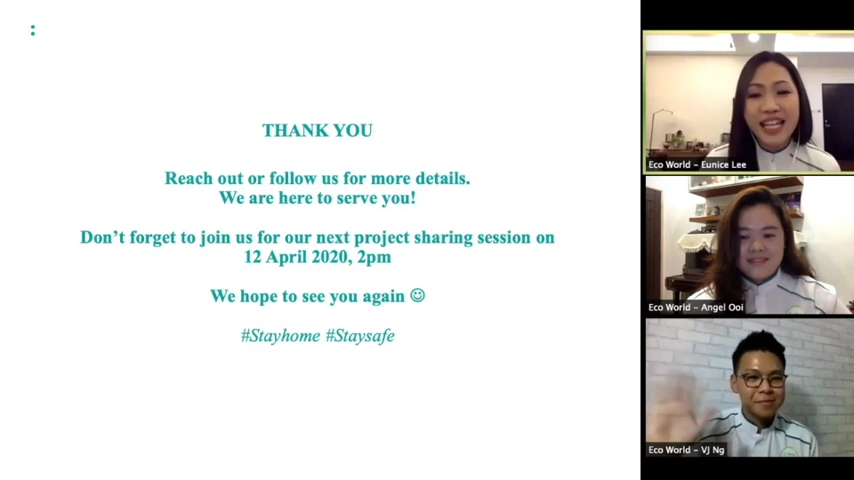 :
THANK YOU
Reach out or follow us for more details.
We are here to serve you!
Don’t forget to join us for our next project sharing session on
12 April 2020, 2pm
We hope to see you again ☺
#Stayhome #Staysafe
Eco World – Eunice Lee
Eco World – Angel Ooi
Eco World – VJ Ng